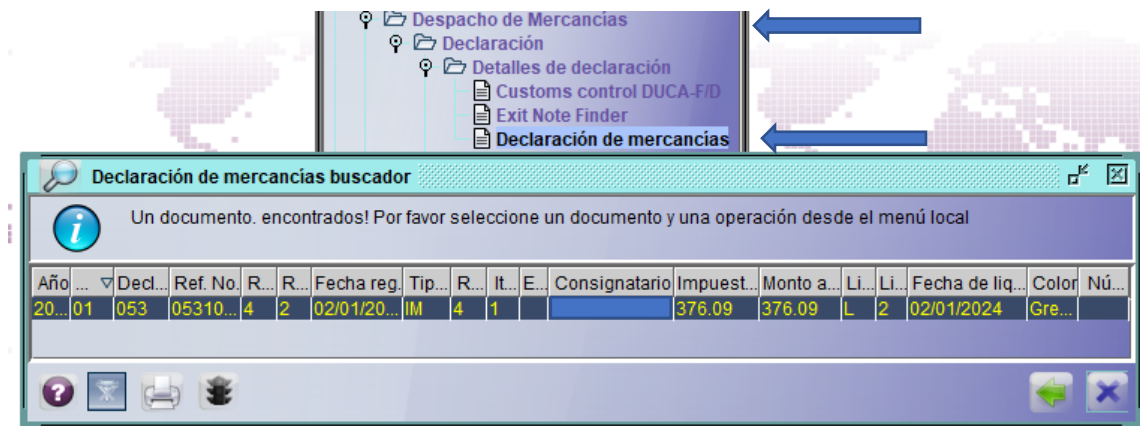 Despacho de Mercancías
Declaración
Detalles de declaración
Customs control DUCA-F/D
Exit Note Finder
Declaración de mercancías
Declaración de mercancías buscador
Un documento. encontrados! Por favor seleccione un documento y una operación desde el menú local
Año ... Decl... Ref. No. R... R... Fecha reg. Tip... R... It... E... Consignatario Impuest... Monto a... Li... Li... Fecha de liq... Color Nú...
20... 01 053 05310... 4 2 02/01/20... IM 4 1 376.09 376.09 L 2 02/01/2024 Gre...